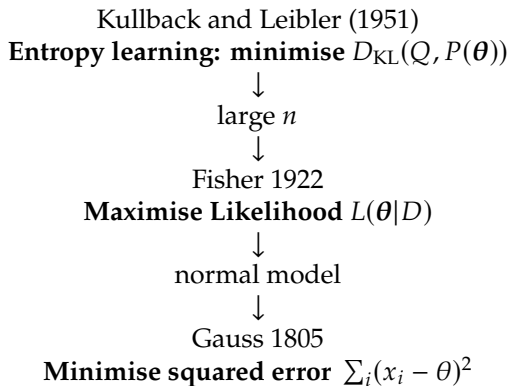 Kullback and Leibler (1951)
Entropy learning: minimise D_KL(Q, P(θ))
↓
large n
↓
Fisher 1922
Maximise Likelihood L(θ|D)
↓
normal model
↓
Gauss 1805
Minimise squared error ∑_i(x_i − θ)²